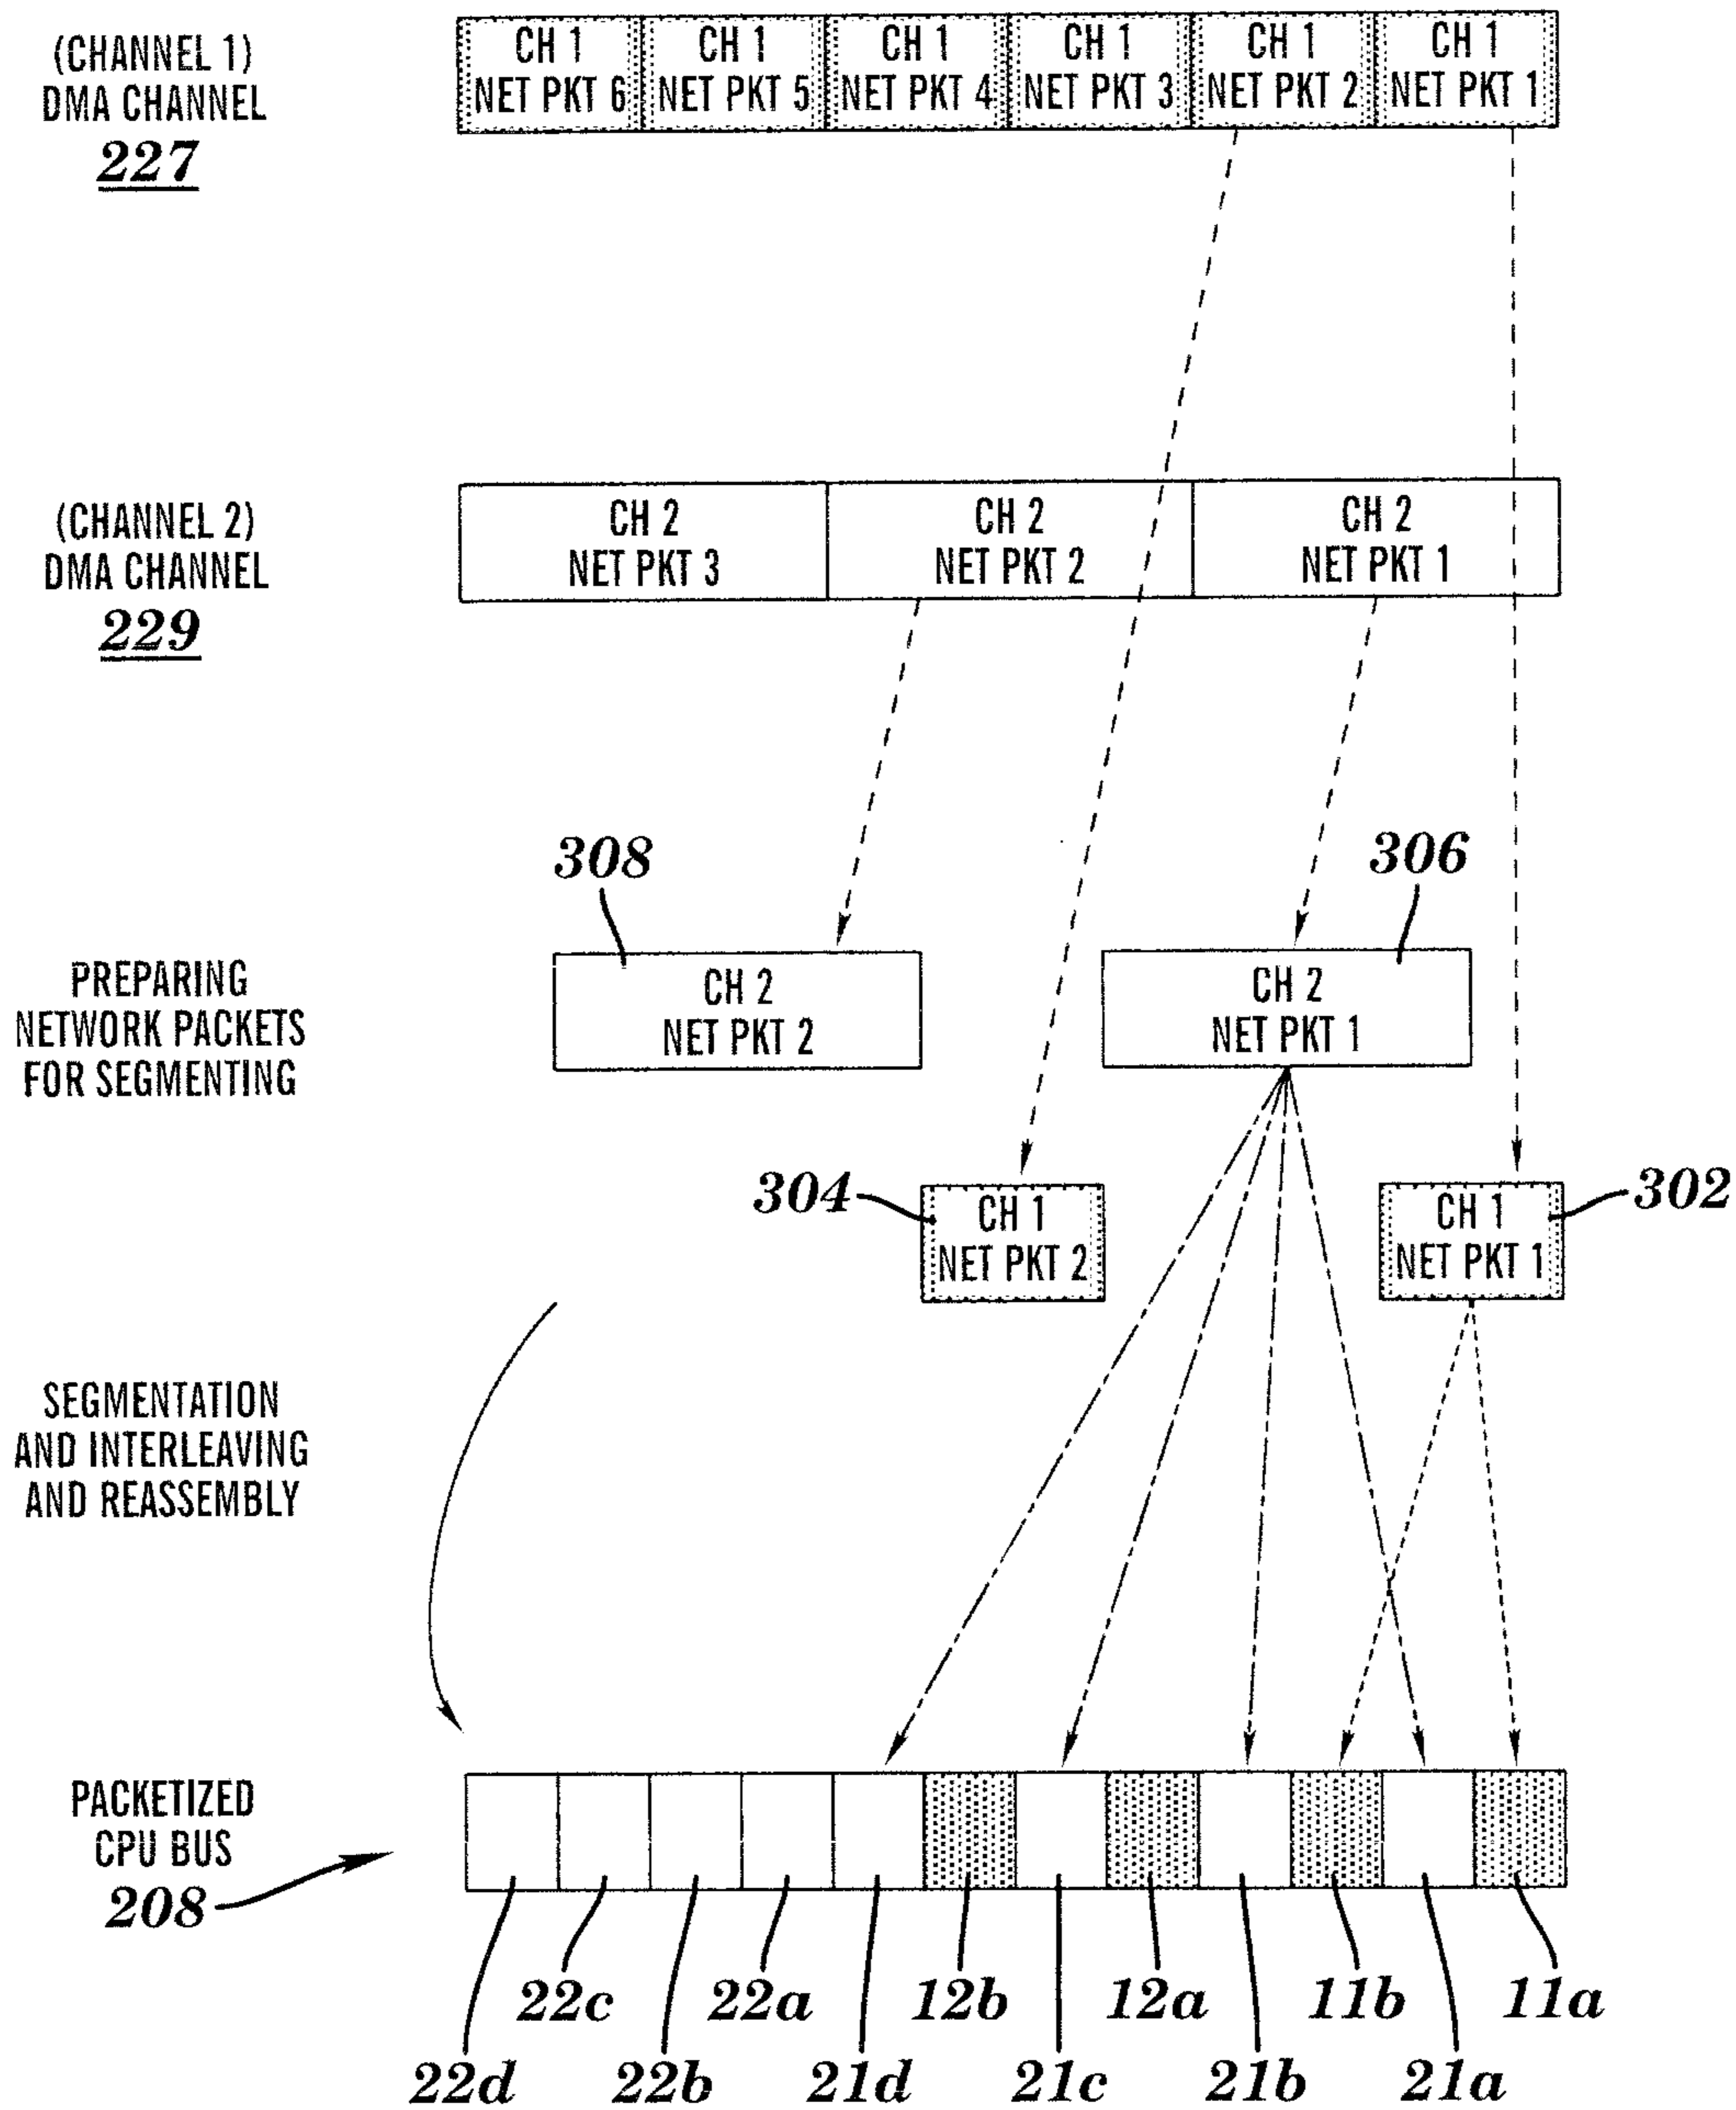 (CHANNEL 1)
DMA CHANNEL
227
CH 1
NET PKT 6
CH 1
NET PKT 5
CH 1
NET PKT 4
CH 1
NET PKT 3
CH 1
NET PKT 2
CH 1
NET PKT 1
(CHANNEL 2)
DMA CHANNEL
229
CH 2
NET PKT 3
CH 2
NET PKT 2
CH 2
NET PKT 1
308
306
PREPARING
NETWORK PACKETS
FOR SEGMENTING
CH 2
NET PKT 2
CH 2
NET PKT 1
304
CH 1
NET PKT 2
CH 1
NET PKT 1
302
SEGMENTATION
AND INTERLEAVING
AND REASSEMBLY
PACKETIZED
CPU BUS
208
22c
22a
12b
12a
11b
11a
22d
22b
21d
21c
21b
21a